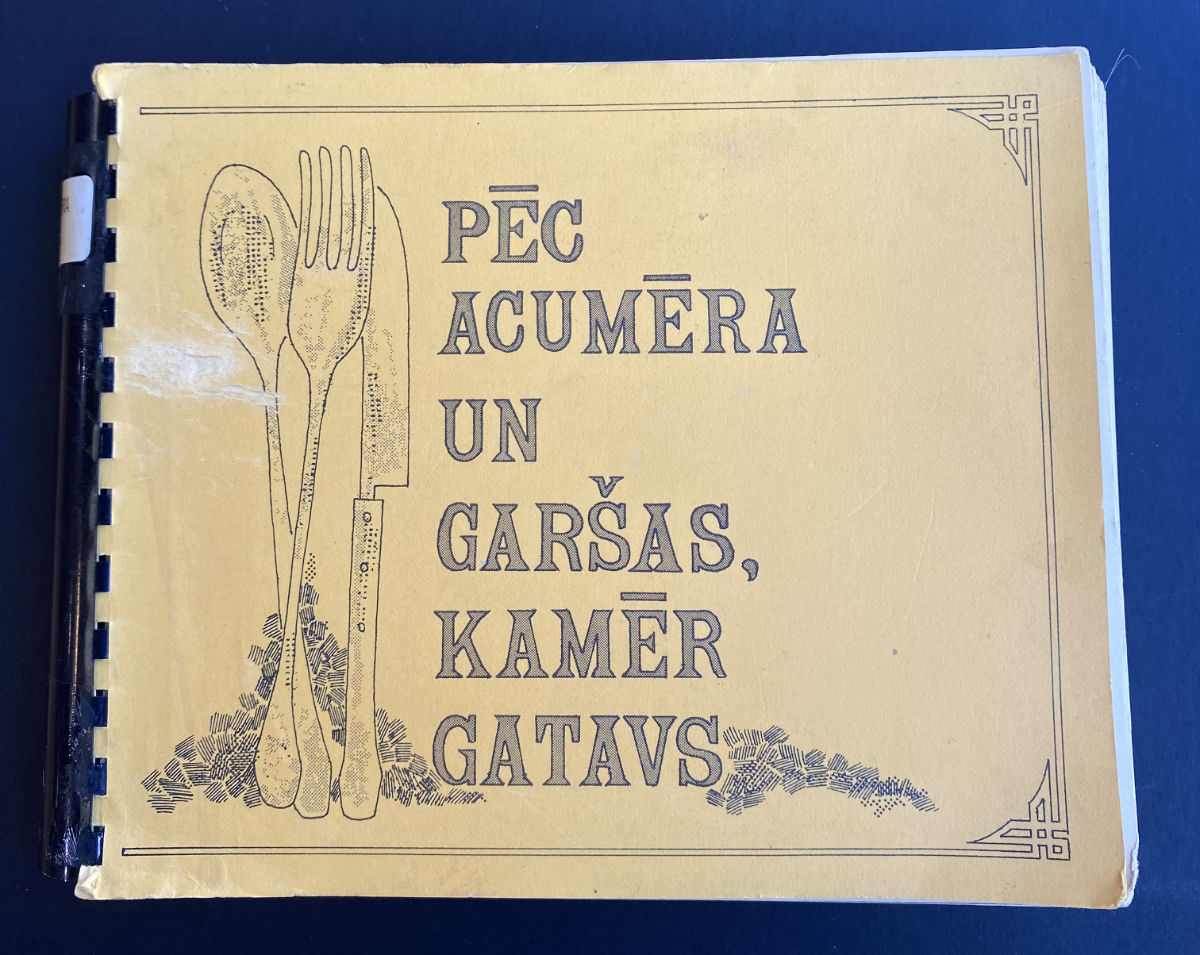 PĒC
ACUMĒRA
UN
GARŠAS,
KAMĒR
GATAVS